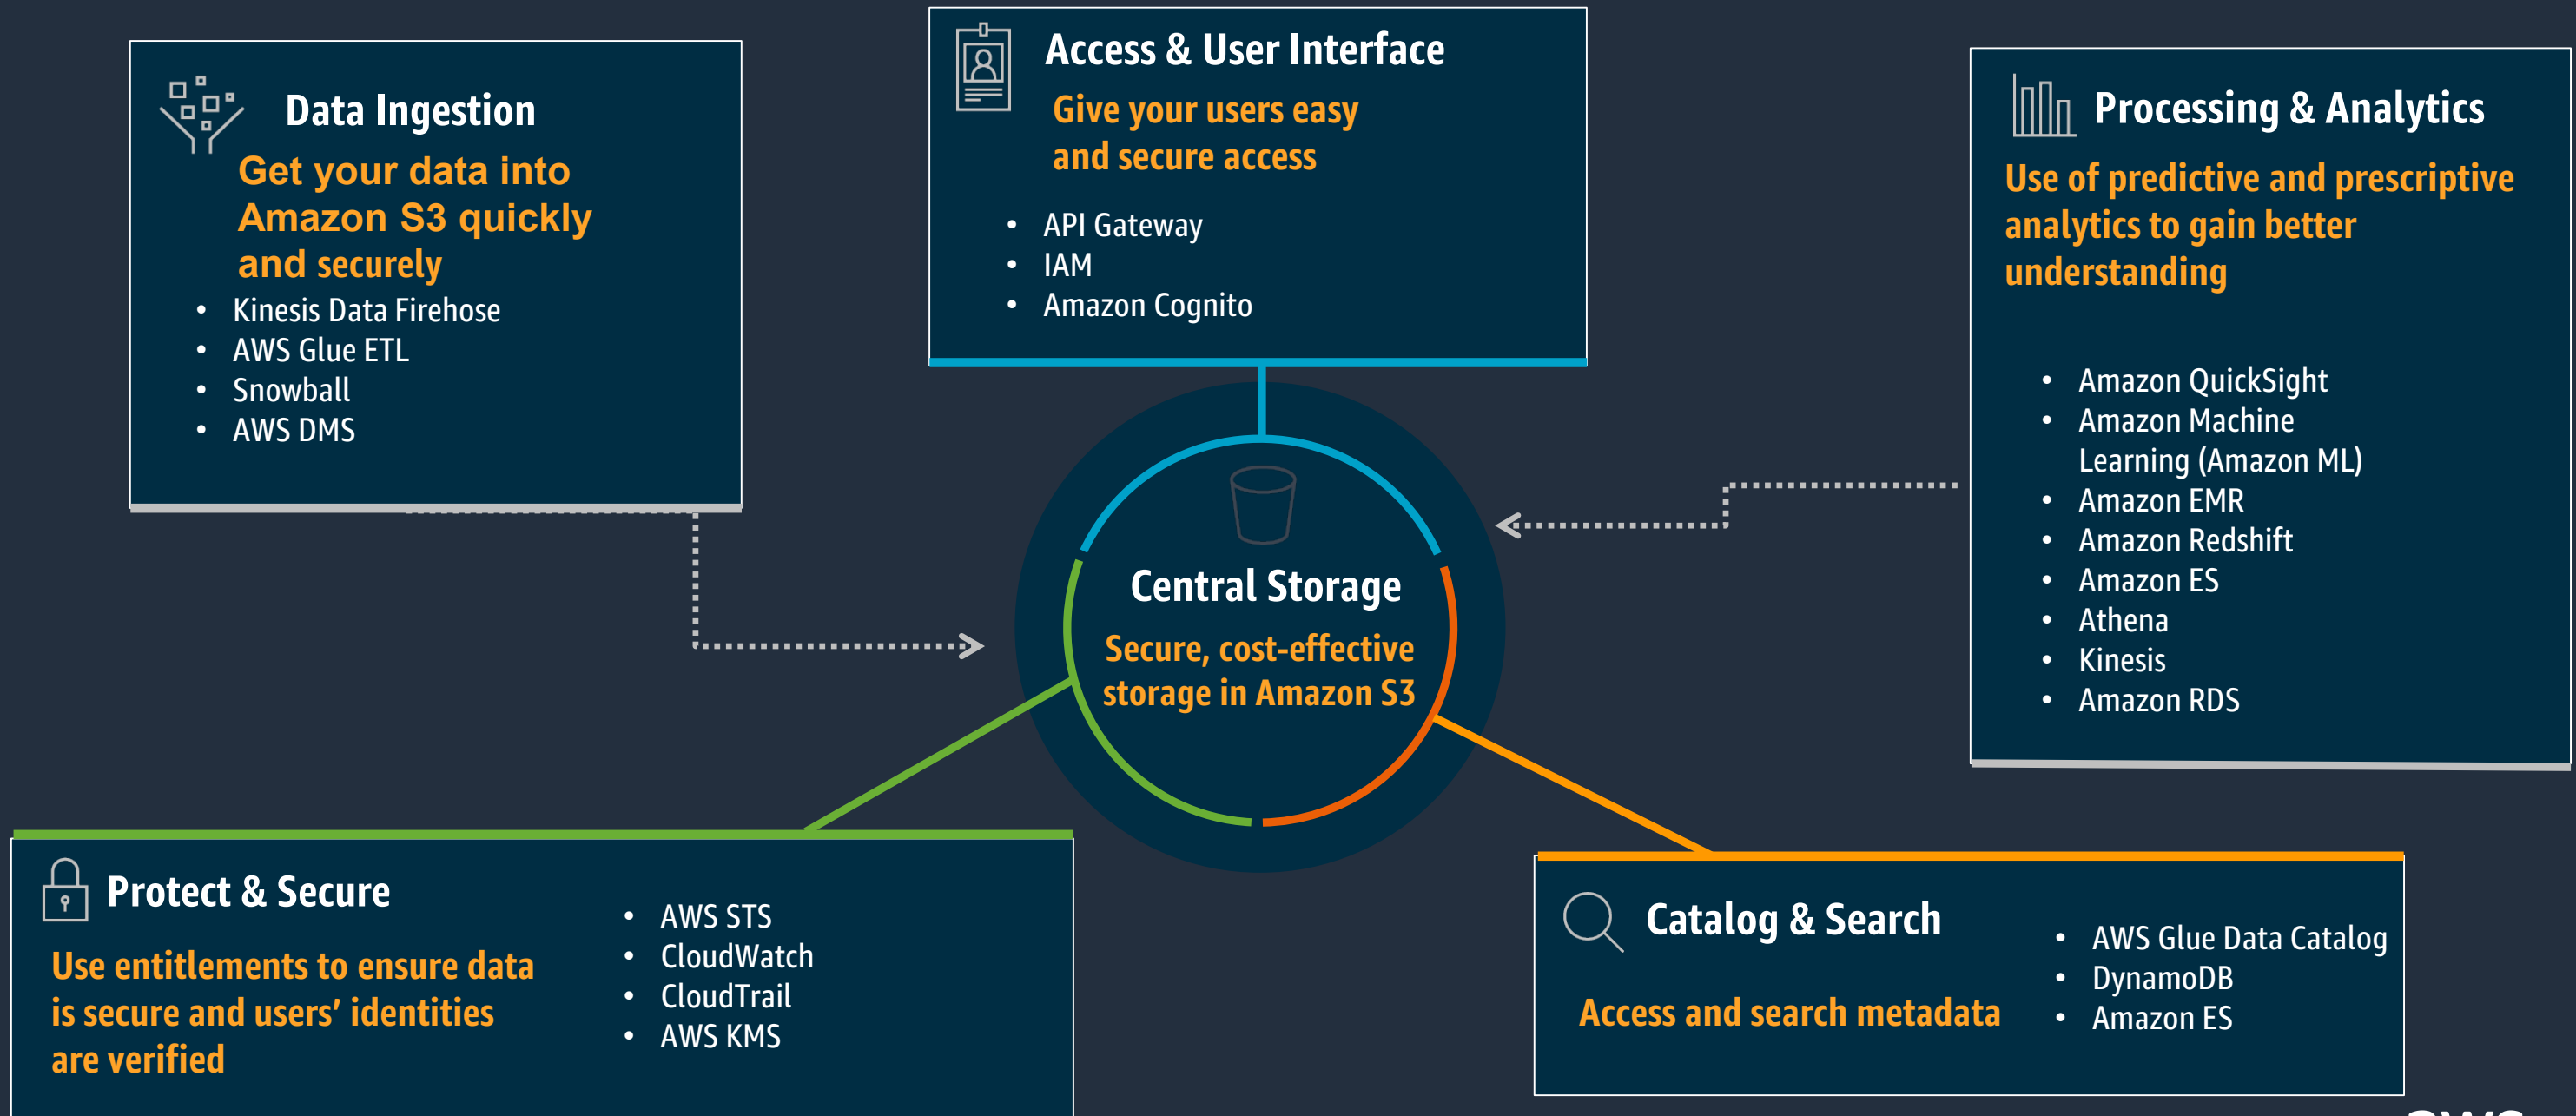 Data Ingestion
Get your data into
Amazon S3 quickly
and securely
• Kinesis Data Firehose
• AWS Glue ETL
• Snowball
• AWS DMS
Access & User Interface
Give your users easy
and secure access
• API Gateway
• IAM
• Amazon Cognito
Processing & Analytics
Use of predictive and prescriptive
analytics to gain better
understanding
• Amazon QuickSight
• Amazon Machine
Learning (Amazon ML)
• Amazon EMR
• Amazon Redshift
• Amazon ES
• Athena
• Kinesis
• Amazon RDS
Central Storage
Secure, cost-effective
storage in Amazon S3
Protect & Secure
Use entitlements to ensure data
is secure and users’ identities
are verified
• AWS STS
• CloudWatch
• CloudTrail
• AWS KMS
Catalog & Search
Access and search metadata
• AWS Glue Data Catalog
• DynamoDB
• Amazon ES
aws